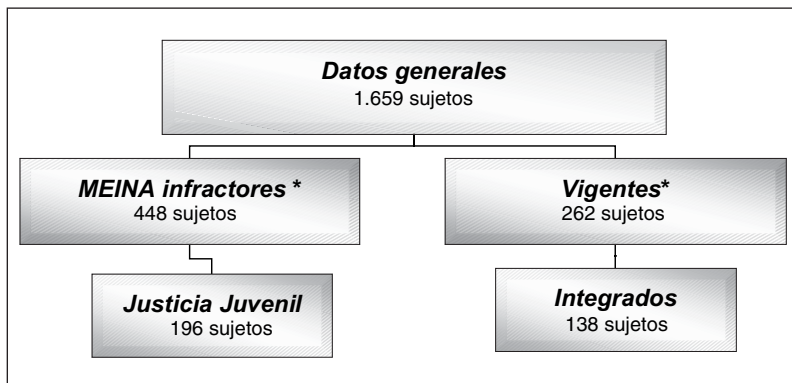 Datos generales
1.659 sujetos
MEINA infractores *
448 sujetos
Vigentes*
262 sujetos
Justicia Juvenil
196 sujetos
Integrados
138 sujetos